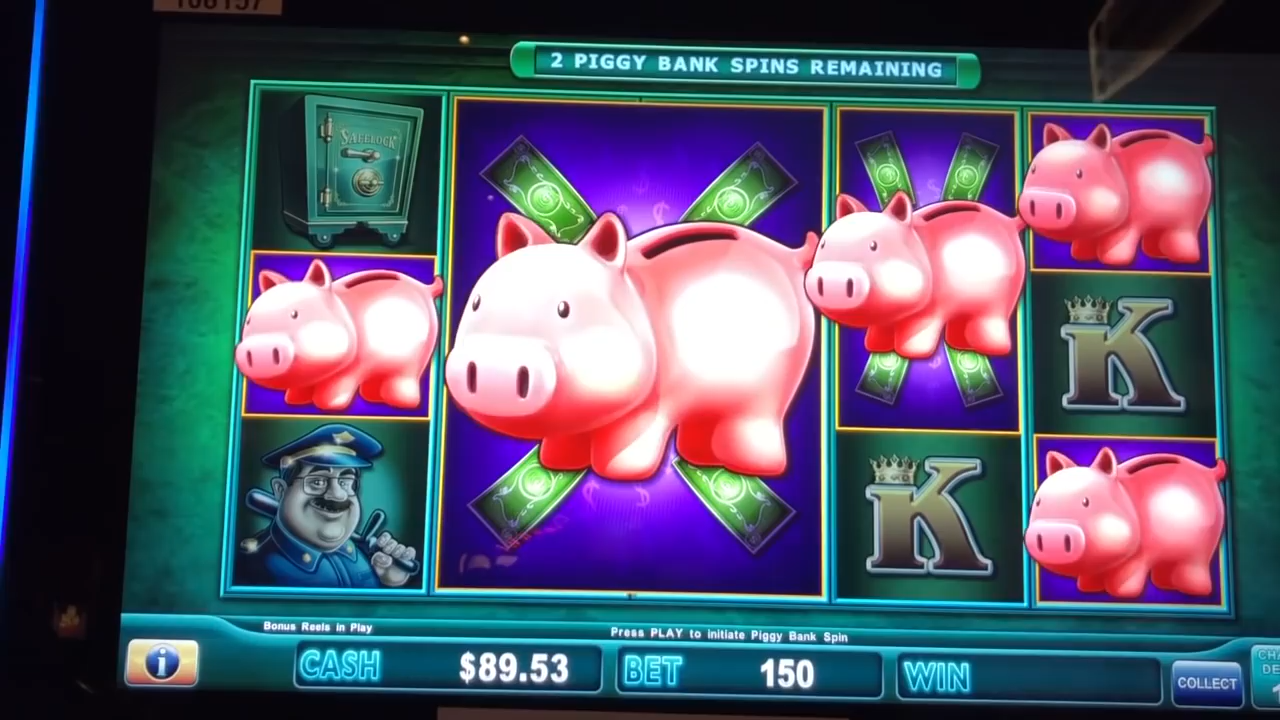 2 PIGGY BANK SPINS REMAINING
SAFELOCK
K
K
Bonus Reels in Play
Press PLAY to initiate Piggy Bank Spin
CASH $89.53 BET 150 WIN
COLLECT